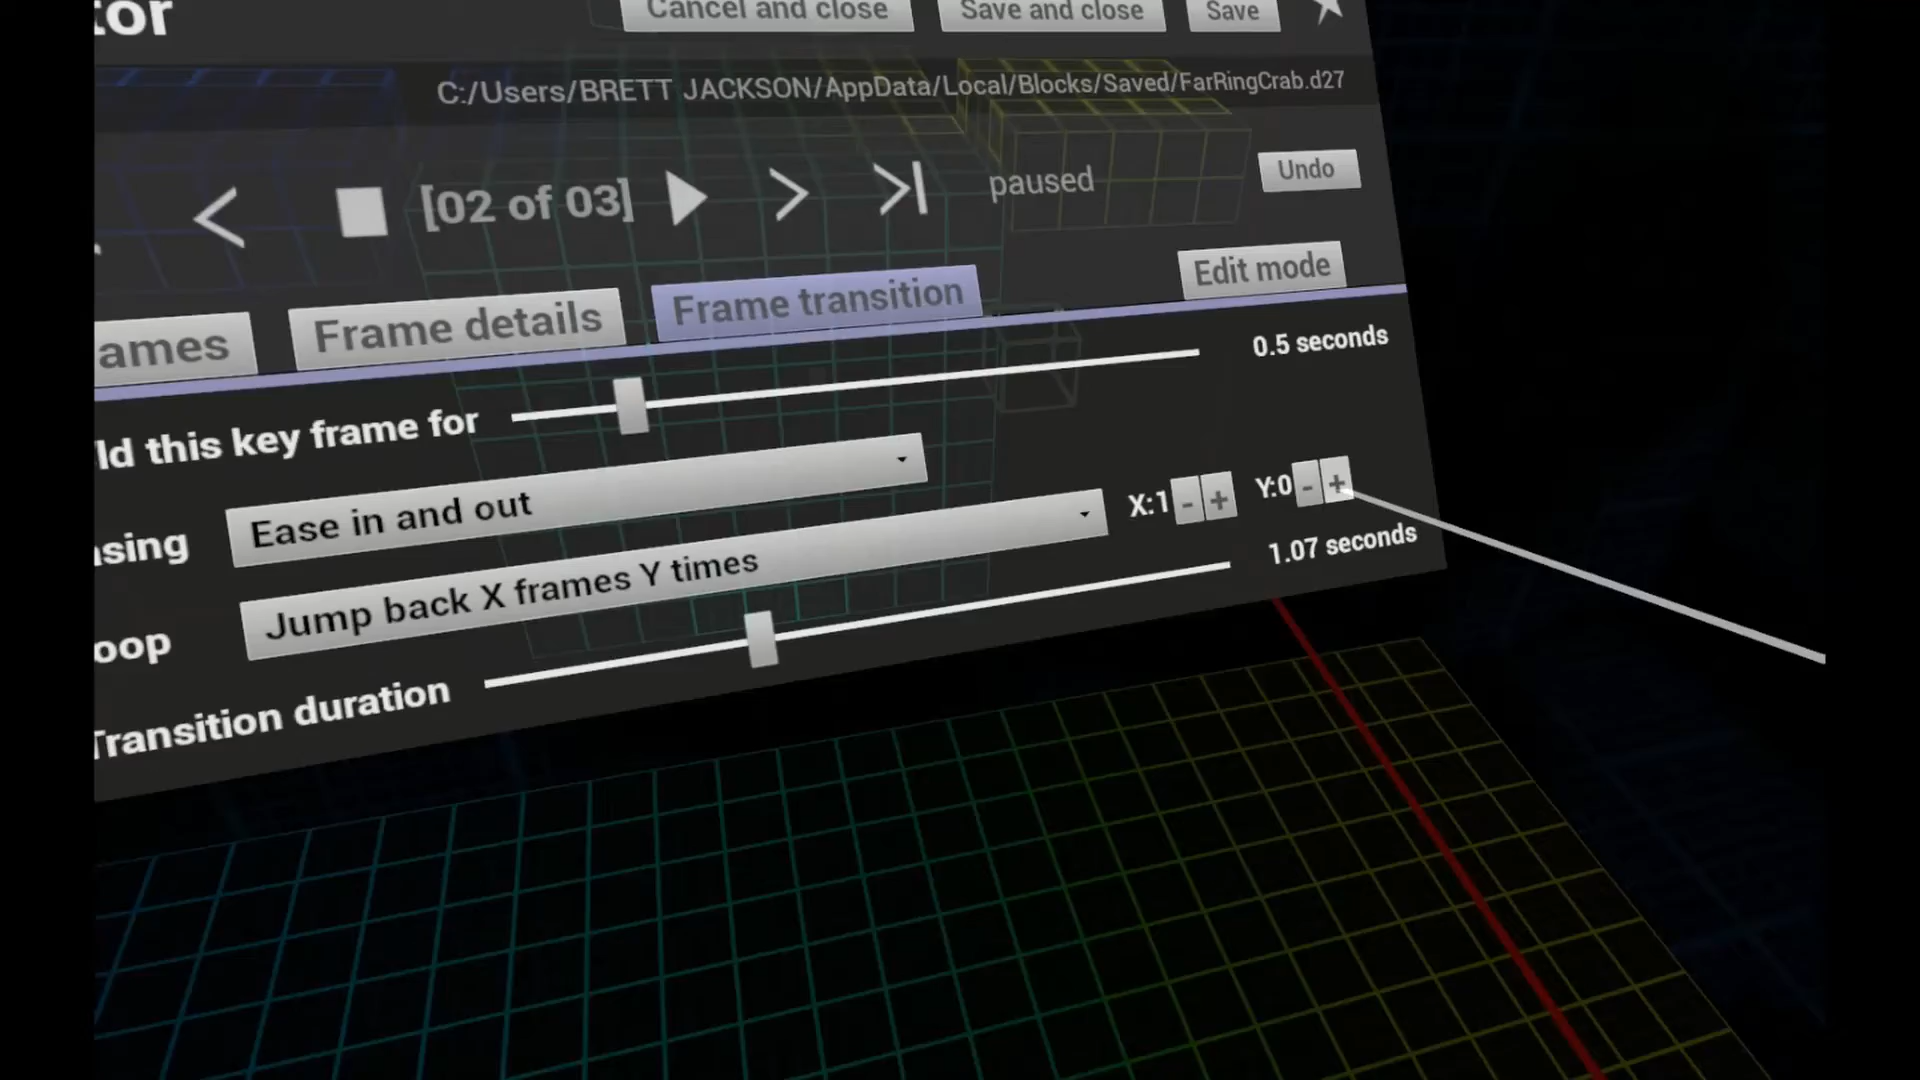 tor
Cancel and close
Save and close
Save
C:/Users/BRETT JACKSON/AppData/Local/Blocks/Saved/FarRingCrab.d27
[02 of 03]
paused
Undo
ames
Frame details
Frame transition
Edit mode
ld this key frame for
0.5 seconds
asing
Ease in and out
oop
Jump back X frames Y times
X:1 - +
Y:0 - +
Transition duration
1.07 seconds